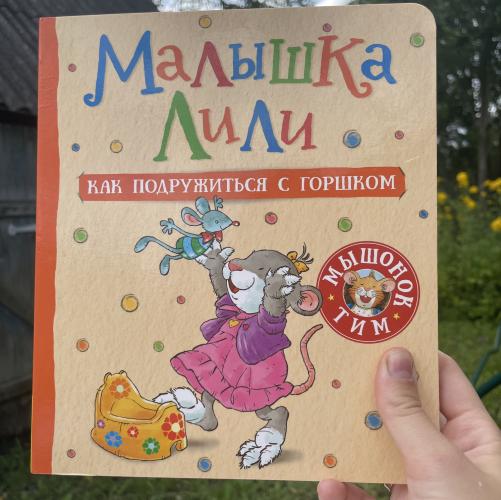 Малышка
Лили
КАК ПОДРУЖИТЬСЯ С ГОРШКОМ
МЫШОНОК
ТИМ